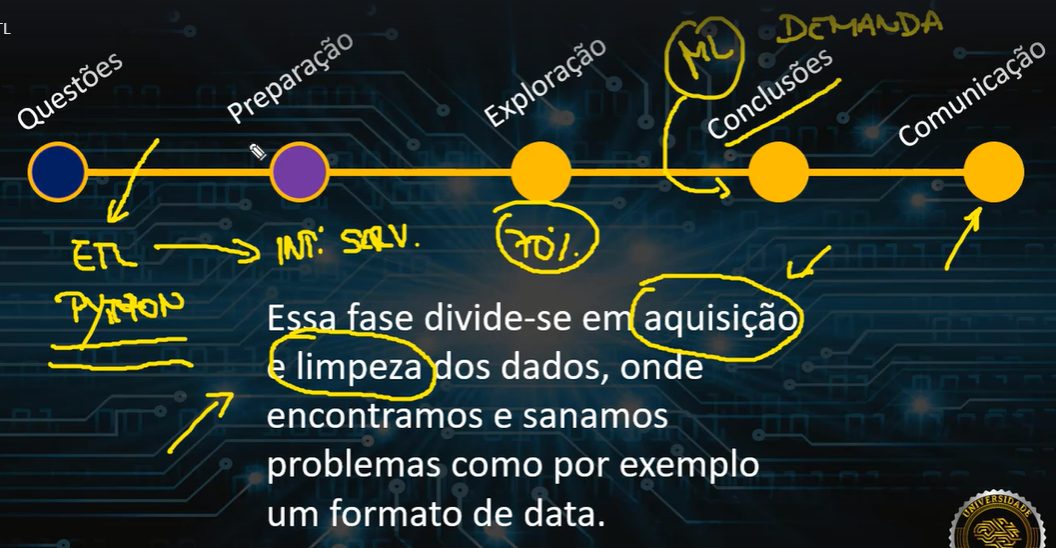 TL
Questões
Preparação
Exploração
ML
DEMANDA
Conclusões
Comunicação
ETL
INT. SERV.
70%.
PYTHON
Essa fase divide-se em aquisição
e limpeza dos dados, onde
encontramos e sanamos
problemas como por exemplo
um formato de data.
UNIVERSIDADE